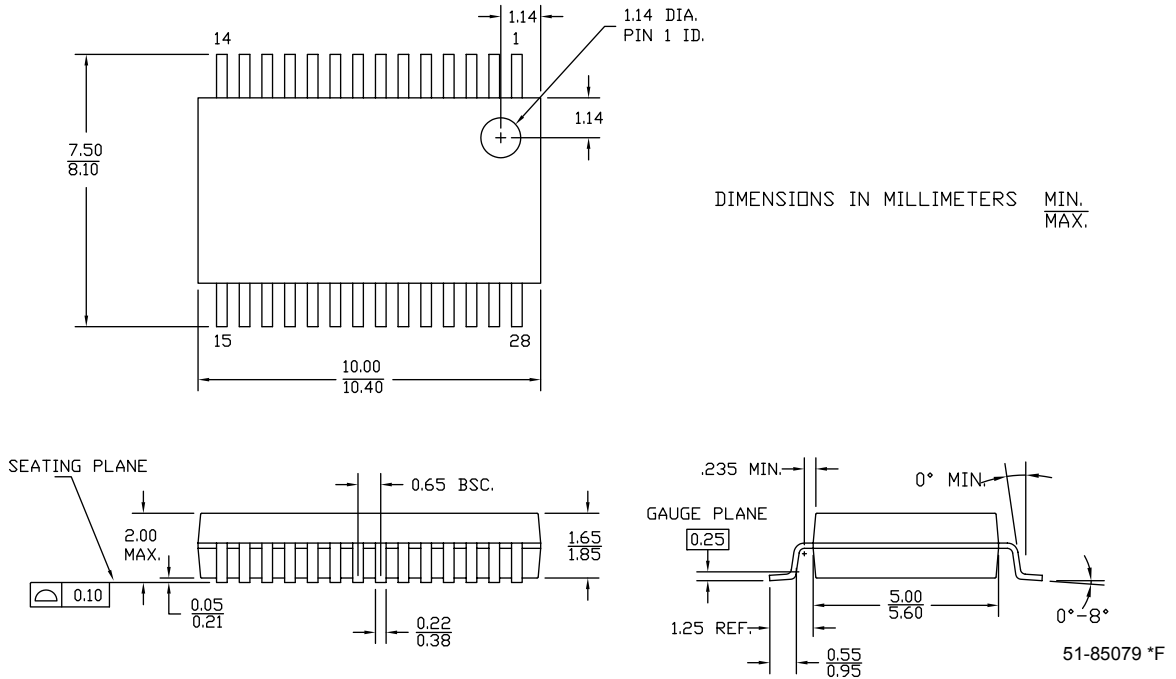 1.14
1.14 DIA.
PIN 1 ID.
14
1
1.14
7.50
8.10
DIMENSIONS IN MILLIMETERS MIN.
MAX.
15
28
10.00
10.40
SEATING PLANE
0.65 BSC.
2.00
MAX.
1.65
1.85
0.10
0.05
0.21
0.22
0.38
.235 MIN.
0° MIN.
GAUGE PLANE
0.25
5.00
5.60
1.25 REF.
0°-8°
0.55
0.95
51-85079 *F